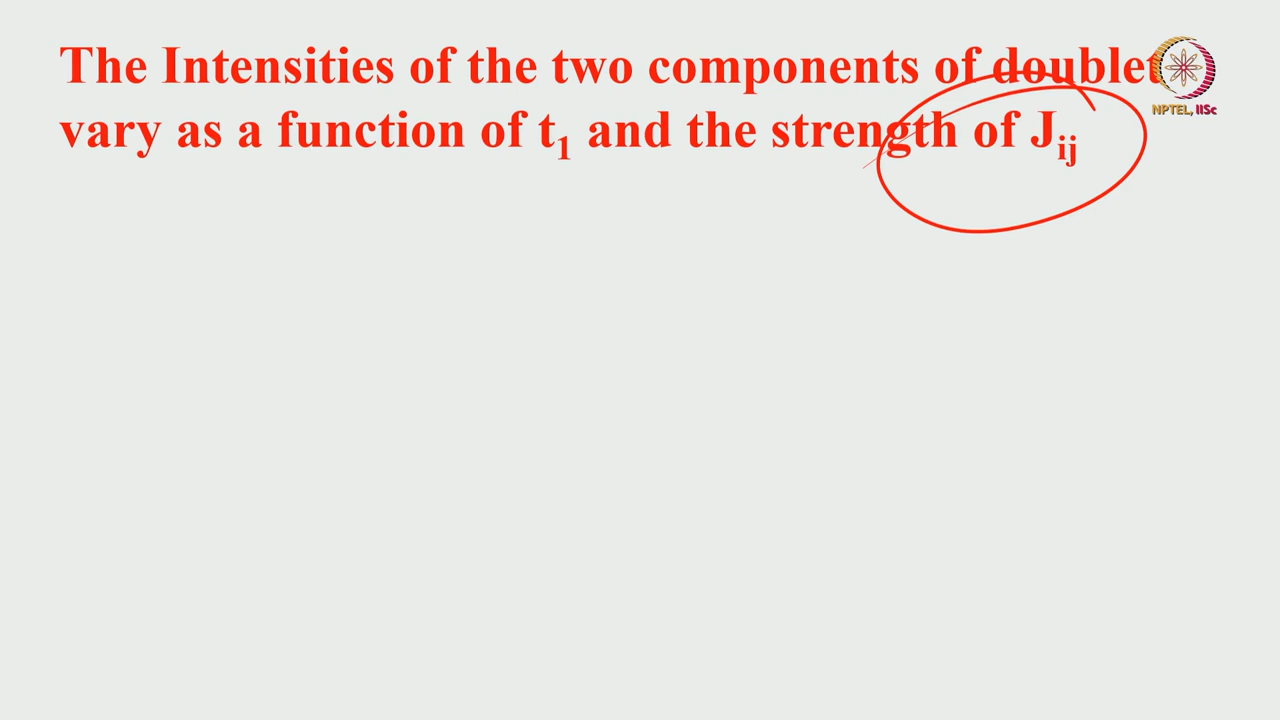 The Intensities of the two components of doublet
vary as a function of t₁ and the strength of Jᵢⱼ
NPTEL, IISc